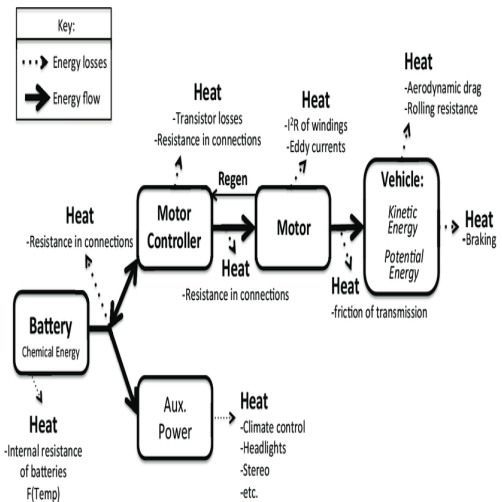 Key:
Energy losses
Energy flow
Heat
-Transistor losses
-Resistance in connections
Heat
-I²R of windings
-Eddy currents
Heat
-Aerodynamic drag
-Rolling resistance
Heat
-Resistance in connections
Motor
Controller
Regen
Motor
Vehicle:
Kinetic
Energy
Potential
Energy
Heat
-Braking
Heat
-Resistance in connections
Heat
-friction of transmission
Battery
Chemical Energy
Heat
-Internal resistance
of batteries
F(Temp)
Aux.
Power
Heat
-Climate control
-Headlights
-Stereo
-etc.